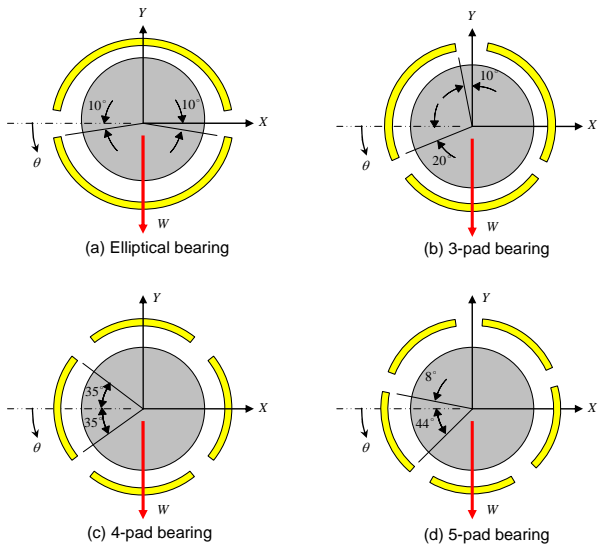 Y
10°
10°
X
θ
W
(a) Elliptical bearing
Y
10°
X
20°
θ
W
(b) 3-pad bearing
Y
35°
X
35°
θ
W
(c) 4-pad bearing
Y
8°
X
44°
θ
W
(d) 5-pad bearing